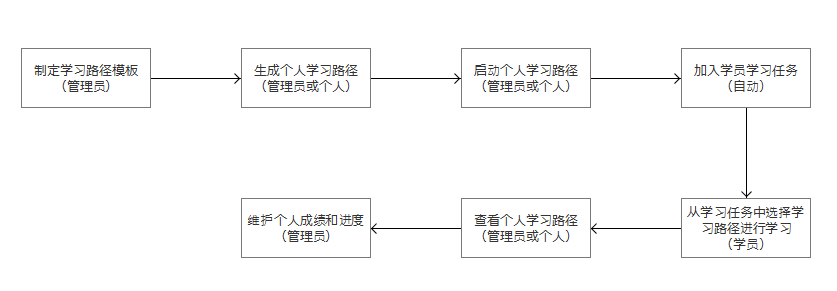 制定学习路径模板
（管理员）
生成个人学习路径
（管理员或个人）
启动个人学习路径
（管理员或个人）
加入学员学习任务
（自动）
从学习任务中选择学
习路径进行学习
（学员）
查看个人学习路径
（管理员或个人）
维护个人成绩和进度
（管理员）